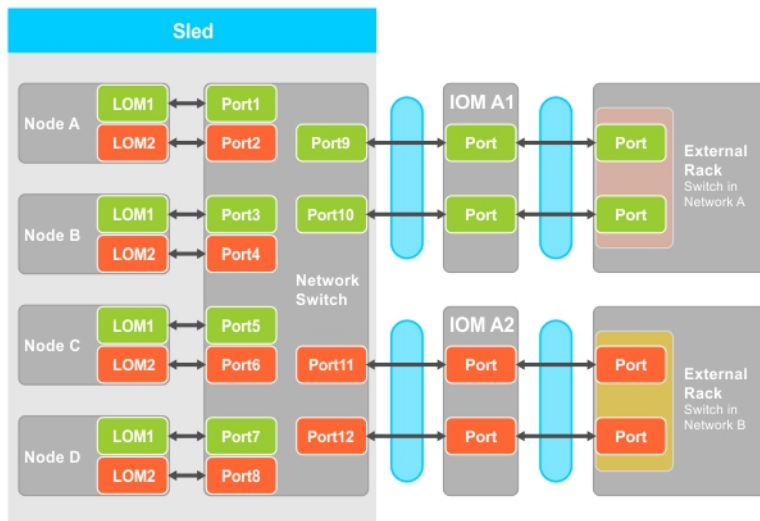 Sled
Node A
LOM1
Port1
LOM2
Port2
Node B
LOM1
Port3
LOM2
Port4
Node C
LOM1
Port5
LOM2
Port6
Node D
LOM1
Port7
LOM2
Port8
Port9
Port10
Network
Switch
Port11
Port12
IOM A1
Port
Port
IOM A2
Port
Port
Port
Port
External
Rack
Switch in
Network A
Port
Port
External
Rack
Switch in
Network B